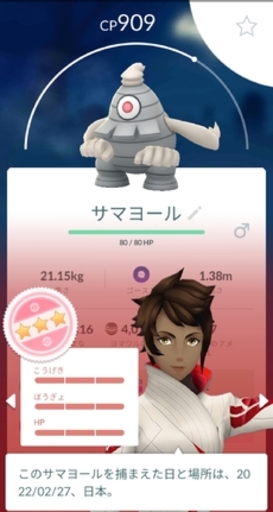 CP909
サマヨール
80 / 80 HP
21.15kg
1.38m
こうげき
ぼうぎょ
HP
このサマヨールを捕まえた日と場所は、20
22/02/27、日本。